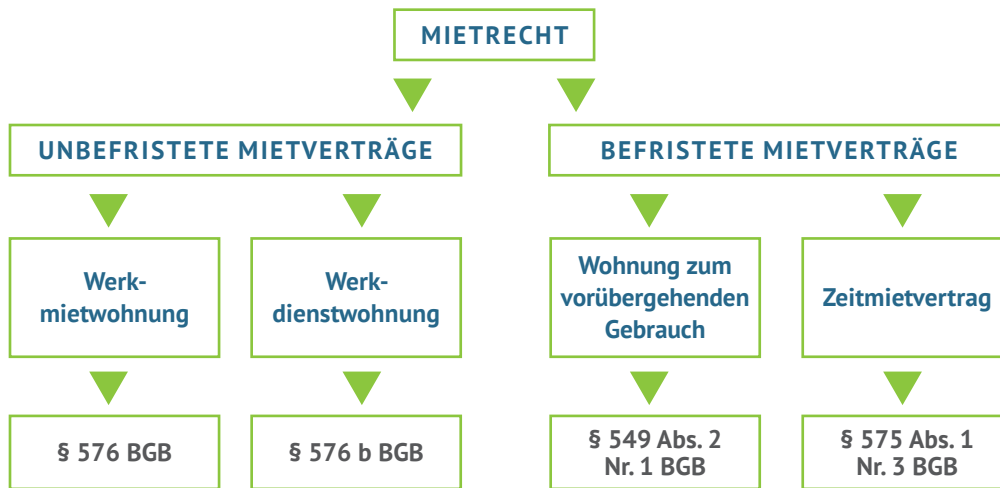 MIETRECHT
UNBEFRISTETE MIETVERTRÄGE
BEFRISTETE MIETVERTRÄGE
Werk-
mietwohnung
Werk-
dienstwohnung
Wohnung zum
vorübergehenden
Gebrauch
Zeitmietvertrag
§ 576 BGB
§ 576 b BGB
§ 549 Abs. 2
Nr. 1 BGB
§ 575 Abs. 1
Nr. 3 BGB